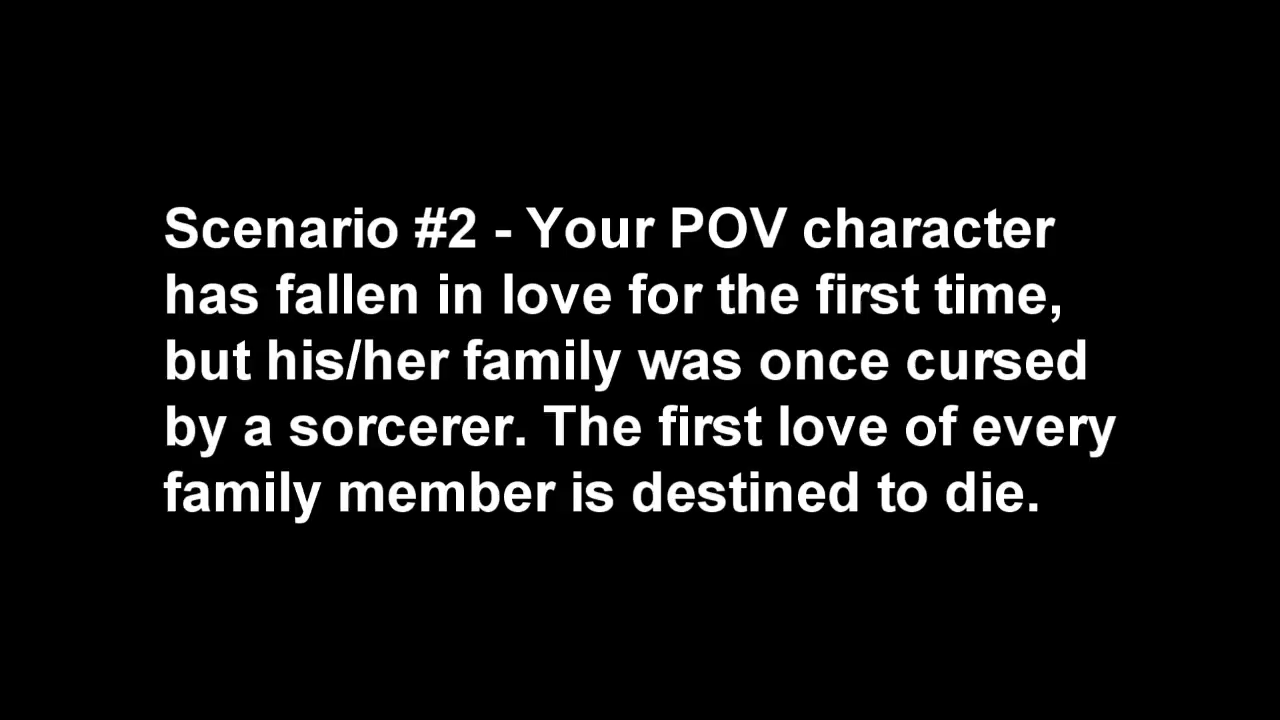 Scenario #2 - Your POV character
has fallen in love for the first time,
but his/her family was once cursed
by a sorcerer. The first love of every
family member is destined to die.